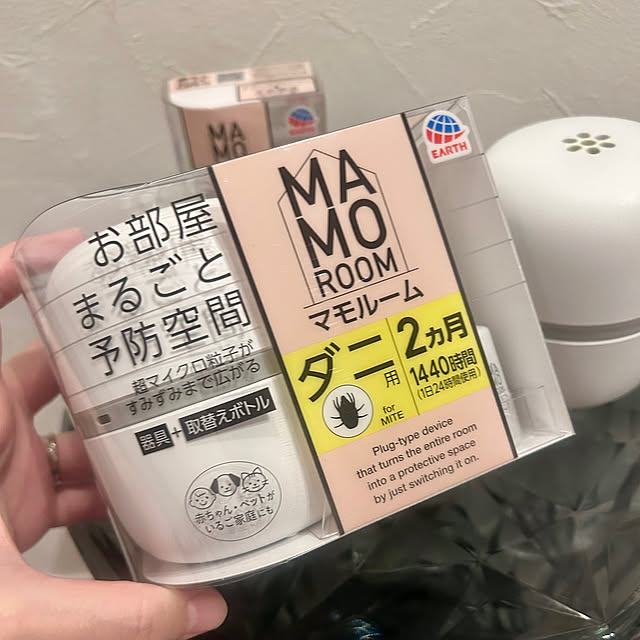 MA
MO
EARTH
お部屋
まるごと
予防空間
超マイクロ粒子が
すみずみまで広がる
器具+取替えボトル
赤ちゃん・ペットが
いるご家庭にも
MA
MO
ROOM
マモルーム
ダニ用
for
MITE
2ヵ月
1440時間
(1日24時間使用)
Plug-type device
that turns the entire room
into a protective space
by just switching it on.